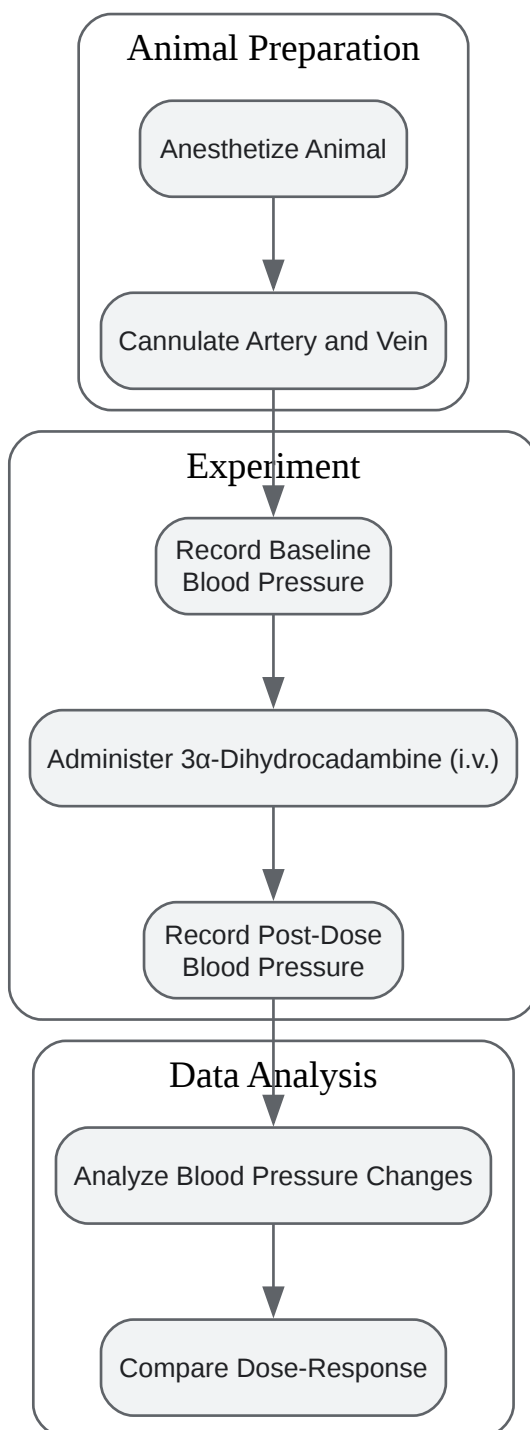 Animal Preparation
Anesthetize Animal
Cannulate Artery and Vein
Experiment
Record Baseline
Blood Pressure
Administer 3α-Dihydrocadambine (i.v.)
Record Post-Dose
Blood Pressure
Data Analysis
Analyze Blood Pressure Changes
Compare Dose-Response